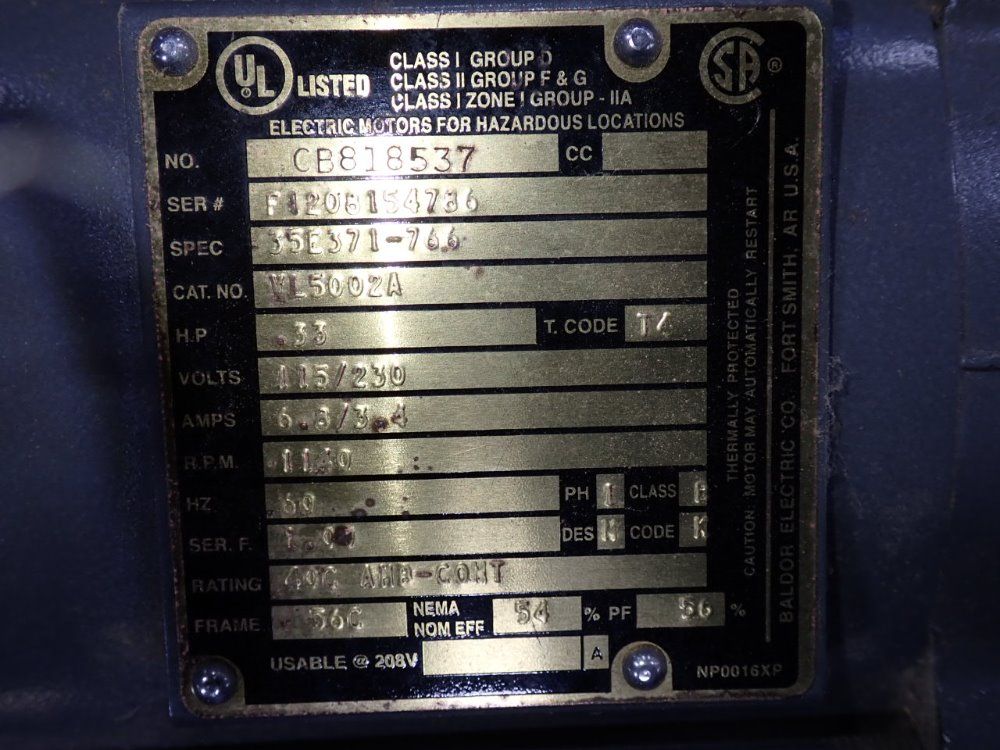 UL ® LISTED
CLASS I GROUP D
CLASS II GROUP F & G
CLASS I ZONE I GROUP - IIA
SA ®
ELECTRIC MOTORS FOR HAZARDOUS LOCATIONS
NO. CB818537 CC
SER # F1208154786
SPEC 35E371-766
CAT. NO. VL5002A
H.P .33 T. CODE T4
VOLTS 115/230
AMPS 6.8/3.4
R.P.M. 1140
HZ 60 PH 1 CLASS
SER. F. DES N CODE K
RATING 40C AMB-CONT
FRAME 56C NEMA NOM EFF 54 % PF 56 %
USABLE @ 208V A
NP0016XP
THERMALLY PROTECTED
CAUTION: MOTOR MAY AUTOMATICALLY RESTART
BALDOR ELECTRIC CO. FORT SMITH, AR U.S.A.